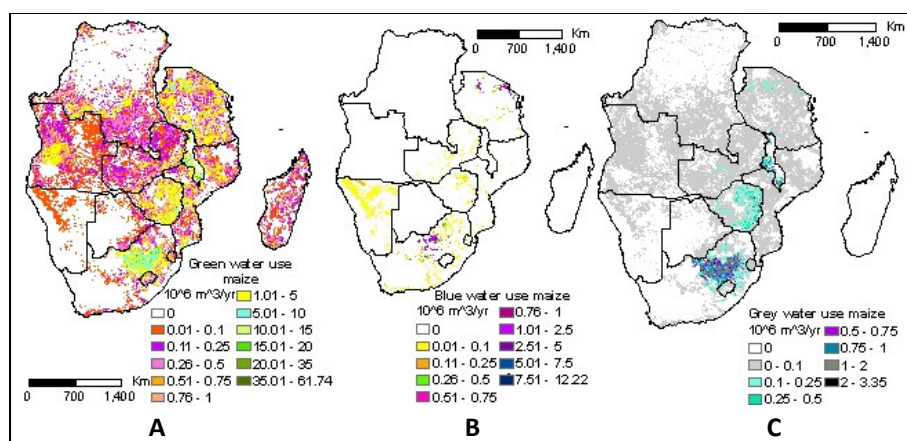 Km
0 700 1,400
Green water use
maize
10^6 m^3/yr
0
0.01 - 0.1
0.11 - 0.25
0.26 - 0.5
0.51 - 0.75
0.76 - 1
1.01 - 5
5.01 - 10
10.01 - 15
15.01 - 20
20.01 - 35
35.01 - 61.74
Km
0 700 1,400
A
Km
0 700 1,400
Blue water use maize
10^6 m^3/yr
0
0.01 - 0.1
0.11 - 0.25
0.26 - 0.5
0.51 - 0.75
0.76 - 1
1.01 - 2.5
2.51 - 5
5.01 - 7.5
7.51 - 12.22
B
Grey water use maize
10^6 m^3/yr
0
0 - 0.1
0.1 - 0.25
0.25 - 0.5
0.5 - 0.75
0.75 - 1
1 - 2
2 - 3.35
C